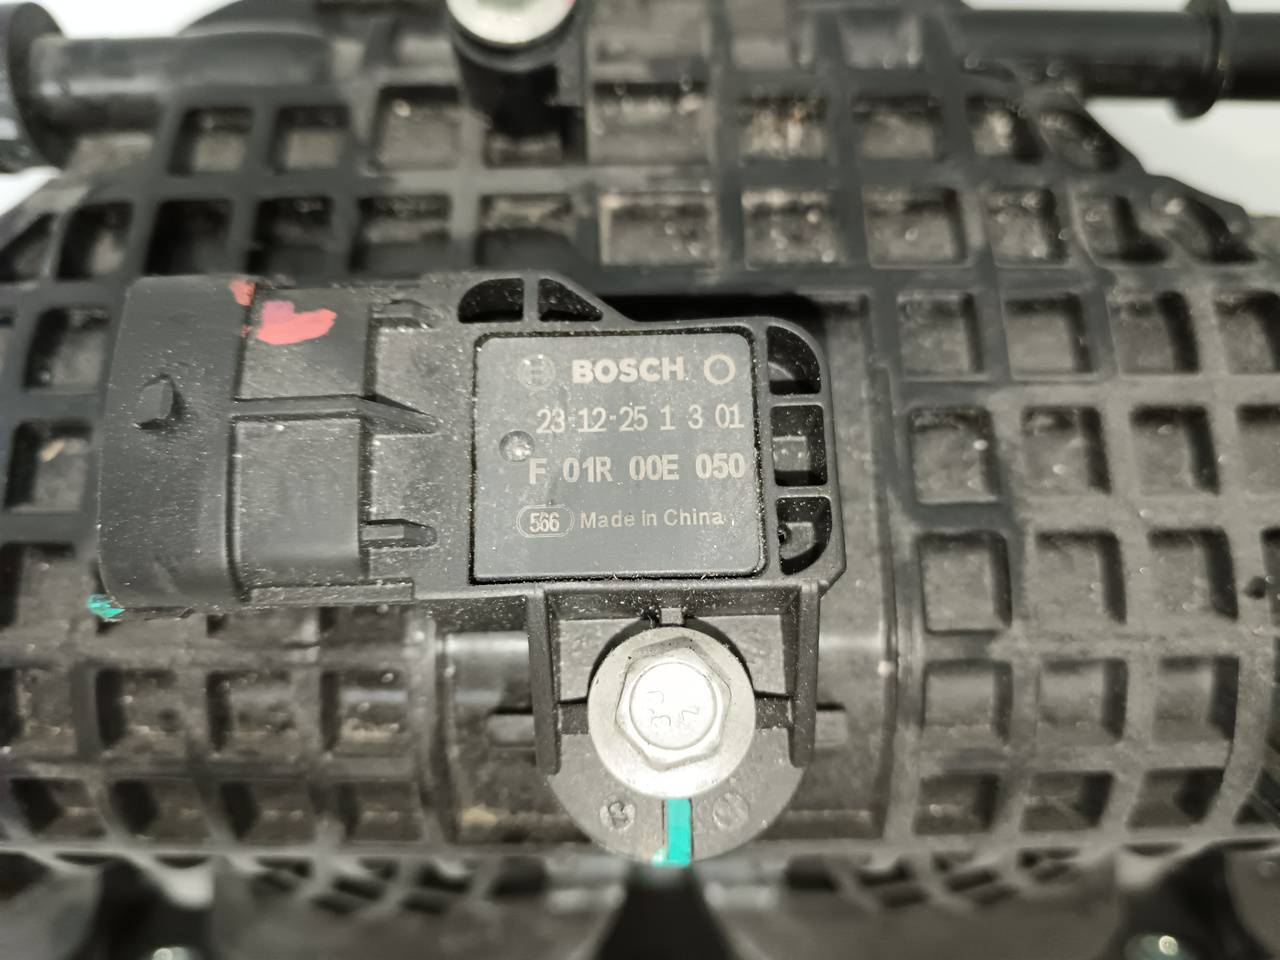 BOSCH
23-12-25 1 3 01
F 01R 00E 050
566 Made in China